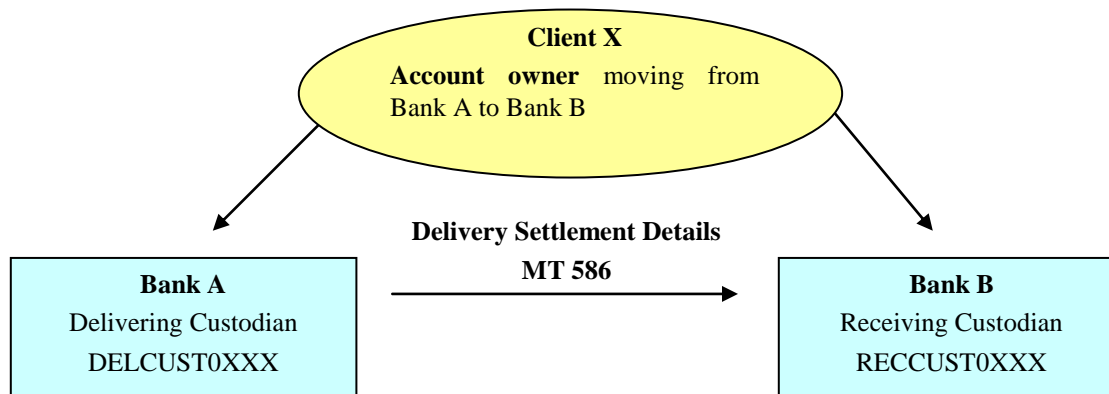 Client X
Account owner moving from
Bank A to Bank B
Delivery Settlement Details
MT 586
Bank A
Delivering Custodian
DELCUST0XXX
Bank B
Receiving Custodian
RECCUST0XXX